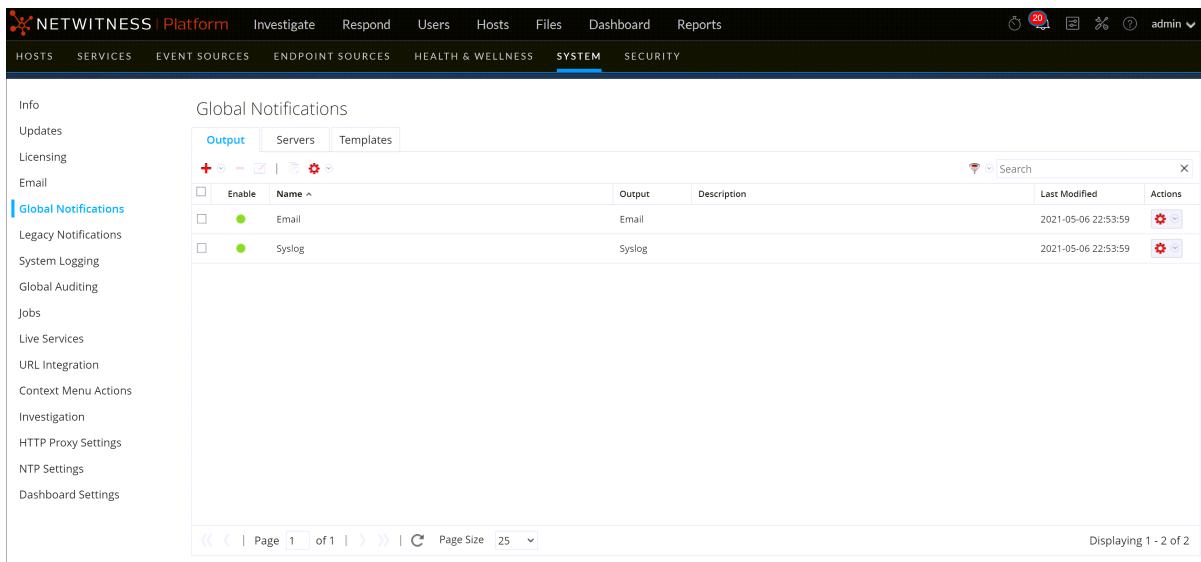 NETWITNESS Platform Investigate Respond Users Hosts Files Dashboard Reports 20 admin
HOSTS SERVICES EVENT SOURCES ENDPOINT SOURCES HEALTH & WELLNESS SYSTEM SECURITY
Info
Updates
Licensing
Email
Global Notifications
Legacy Notifications
System Logging
Global Auditing
Jobs
Live Services
URL Integration
Context Menu Actions
Investigation
HTTP Proxy Settings
NTP Settings
Dashboard Settings
Global Notifications
Output Servers Templates
Search
Enable Name Output Description Last Modified Actions
Email Email 2021-05-06 22:53:59
Syslog Syslog 2021-05-06 22:53:59
Page 1 of 1 Page Size 25 Displaying 1 - 2 of 2